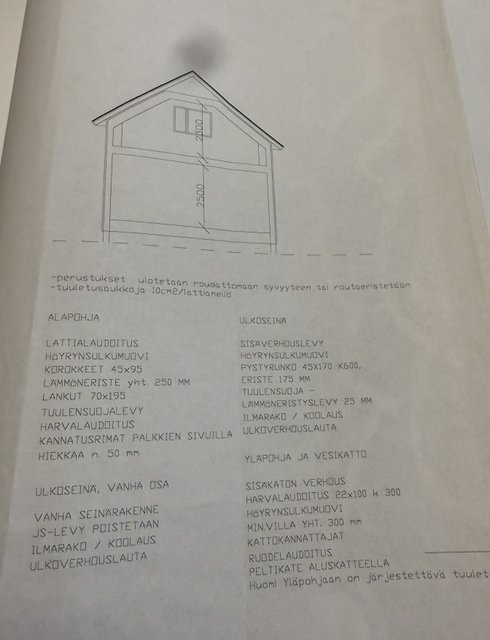 2300
2500
-perustukset ulotetaan roudattomaan syvyyteen tai routaeristetään
-tuuletusaukkoja 10cm2/lattianeliö
ALAPOHJA
LATTIALAUDOITUS
HÖYRYNSULKUMUOVI
KOROKKEET 45x95
LÄMMÖNERISTE yht. 250 MM
LANKUT 70x195
TUULENSUOJALEVY
HARVALAUDOITUS
KANNATUSRIMAT PALKKIEN SIVUILLA
HIEKKAA n. 50 mm
ULKOSEINÄ, VANHA OSA
VANHA SEINÄRAKENNE
JS-LEVY POISTETAAN
ILMARAKO / KOOLAUS
ULKOVERHOUSLAUTA
ULKOSEINÄ
SISÄVERHOUSLEVY
HÖYRYNSULKUMUOVI
PYSTYRUNKO 45X170 K600,
ERISTE 175 MM
TUULENSUOJA -
LÄMMÖNERISTYSLEVY 25 MM
ILMARAKO / KOOLAUS
ULKOVERHOUSLAUTA
YLÄPOHJA JA VESIKATTO
SISÄKATON VERHOUS
HARVALAUDOITUS 22x100 k 300
HÖYRYNSULKUMUOVI
MIN.VILLA YHT. 300 mm
KATTOKANNATTAJAT
RUODELAUDOITUS
PELTIKATE ALUSKATTEELLA
Huom! Yläpohjaan on järjestettävä tuulet